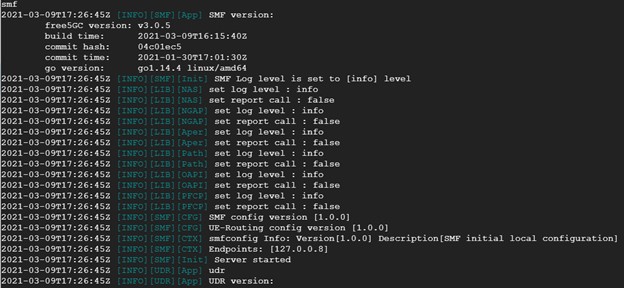 smf
2021-03-09T17:26:45Z [INFO][SMF][App] SMF version:
free5GC version: v3.0.5
build time: 2021-03-09T16:15:40Z
commit hash: 04c01ec5
commit time: 2021-01-30T17:01:30Z
go version: go1.14.4 linux/amd64
2021-03-09T17:26:45Z [INFO][SMF][Init] SMF Log level is set to [info] level
2021-03-09T17:26:45Z [INFO][LIB][NAS] set log level : info
2021-03-09T17:26:45Z [INFO][LIB][NAS] set report call : false
2021-03-09T17:26:45Z [INFO][LIB][NGAP] set log level : info
2021-03-09T17:26:45Z [INFO][LIB][NGAP] set report call : false
2021-03-09T17:26:45Z [INFO][LIB][Aper] set log level : info
2021-03-09T17:26:45Z [INFO][LIB][Aper] set report call : false
2021-03-09T17:26:45Z [INFO][LIB][Path] set log level : info
2021-03-09T17:26:45Z [INFO][LIB][Path] set report call : false
2021-03-09T17:26:45Z [INFO][LIB][OAPI] set log level : info
2021-03-09T17:26:45Z [INFO][LIB][OAPI] set report call : false
2021-03-09T17:26:45Z [INFO][LIB][PFCP] set log level : info
2021-03-09T17:26:45Z [INFO][LIB][PFCP] set report call : false
2021-03-09T17:26:45Z [INFO][SMF][CFG] SMF config version [1.0.0]
2021-03-09T17:26:45Z [INFO][SMF][CFG] UE-Routing config version [1.0.0]
2021-03-09T17:26:45Z [INFO][SMF][CTX] smfconfig Info: Version[1.0.0] Description[SMF initial local configuration]
2021-03-09T17:26:45Z [INFO][SMF][CTX] Endpoints: [127.0.0.8]
2021-03-09T17:26:45Z [INFO][SMF][Init] Server started
2021-03-09T17:26:45Z [INFO][UDR][App] udr
2021-03-09T17:26:45Z [INFO][UDR][App] UDR version: